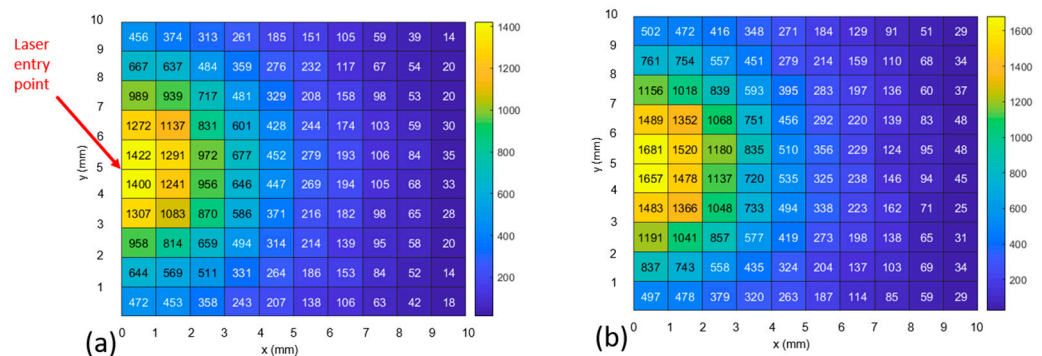 Laser
entry
point
10
456 374 313 261 185 151 105 59 39 14
9
667 637 484 359 276 232 117 67 54 20
8
989 939 717 481 329 208 158 98 53 20
7
1272 1137 831 601 428 244 174 103 59 30
6
1422 1291 972 677 452 279 193 106 84 35
5
1400 1241 956 646 447 269 194 105 68 33
4
1307 1083 870 586 371 216 182 98 65 28
3
958 814 659 494 314 214 139 95 58 20
2
644 569 511 331 264 186 153 84 52 14
1
472 453 358 243 207 138 106 63 42 18
0 1 2 3 4 5 6 7 8 9 10
y (mm)
x (mm)
(a)
1400
1200
1000
800
600
400
200
10
502 472 416 348 271 184 129 91 51 29
9
761 754 557 451 279 214 159 110 68 34
8
1156 1018 839 593 395 283 197 136 60 37
7
1489 1352 1068 751 456 292 220 139 83 48
6
1681 1520 1180 835 510 356 229 124 95 48
5
1657 1478 1137 720 535 325 238 146 94 45
4
1483 1366 1048 733 494 338 223 162 71 25
3
1191 1041 857 577 419 273 198 138 65 31
2
837 743 558 435 324 204 137 103 69 34
1
497 478 379 320 263 187 114 85 59 29
0 1 2 3 4 5 6 7 8 9 10
y (mm)
x (mm)
(b)
1600
1400
1200
1000
800
600
400
200